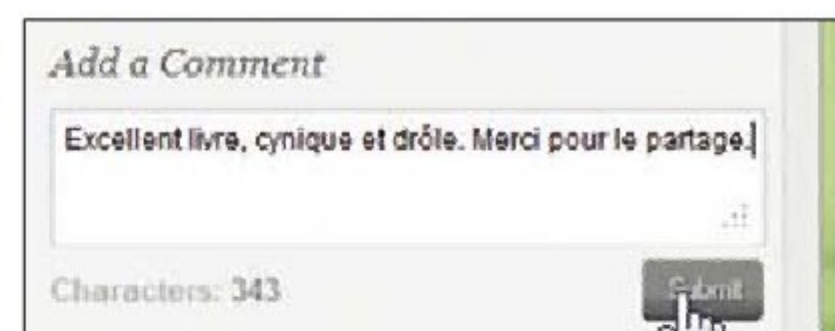 Add a Comment
Excellent livre, cynique et drôle. Merci pour le partage.
Characters: 343
Submit